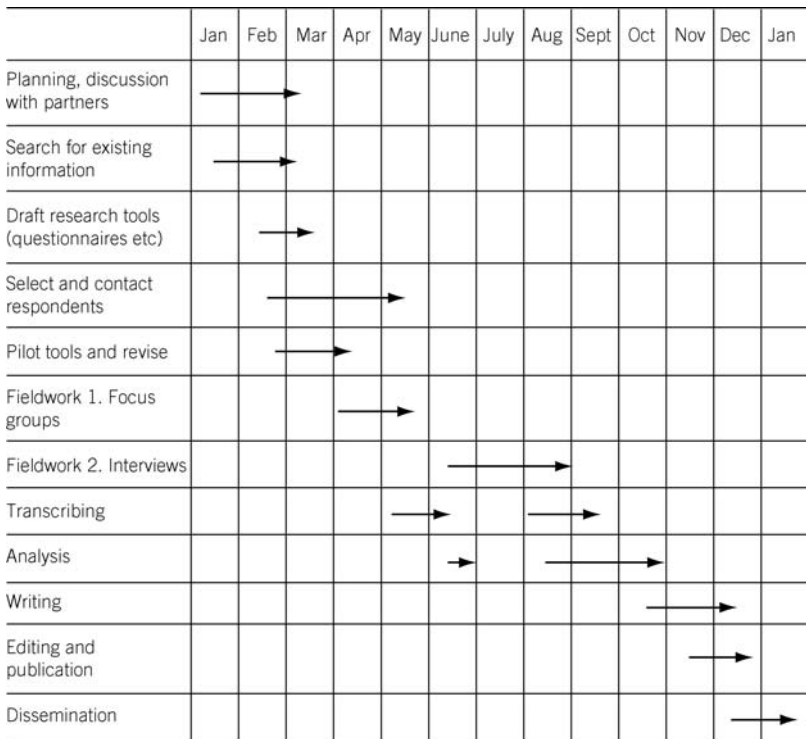 Jan Feb Mar Apr May June July Aug Sept Oct Nov Dec Jan
Planning, discussion
with partners
Search for existing
information
Draft research tools
(questionnaires etc)
Select and contact
respondents
Pilot tools and revise
Fieldwork 1. Focus
groups
Fieldwork 2. Interviews
Transcribing
Analysis
Writing
Editing and
publication
Dissemination